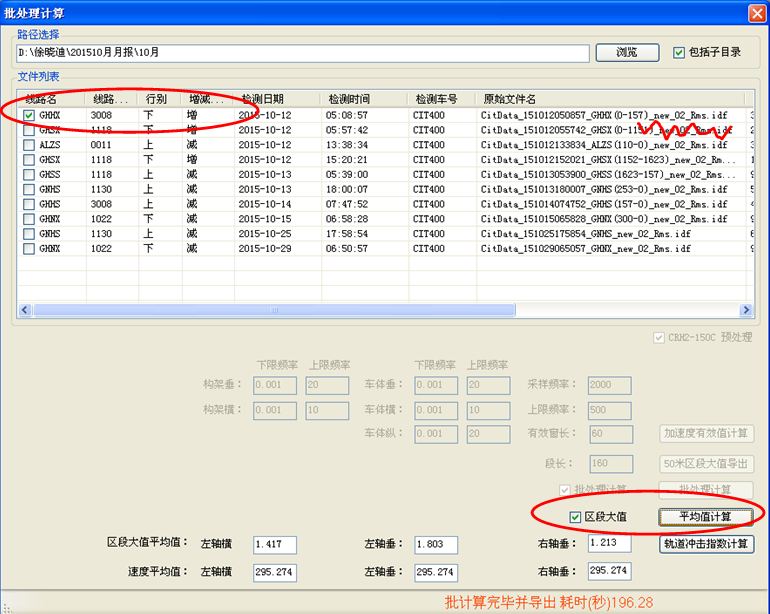 批处理计算
路径选择
D:\徐晓迪\201510月月报\10月 浏览 包括子目录
文件列表
线路名 线路... 行别 增减... 检测日期 检测时间 检测车号 原始文件名
GHHX 3008 下 增 2015-10-12 05:08:57 CIT400 CitData_151012050857_GHHX(0-157)_new_02_Rms.idf
GHSX 1118 下 增 2015-10-12 05:57:42 CIT400 CitData_151012055742_GHSX(0-1151)_new_02_Rms.idf
ALZS 0011 上 减 2015-10-12 13:38:34 CIT400 CitData_151012133834_ALZS(110-0)_new_02_Rms.idf
GHSX 1118 下 增 2015-10-12 15:20:21 CIT400 CitData_151012152021_GHSX(1152-1623)_new_02_Rm...
GHSS 1118 上 减 2015-10-13 05:39:00 CIT400 CitData_151013053900_GHSS(1623-157)_new_02_Rms...
GNHS 1130 上 减 2015-10-13 18:00:07 CIT400 CitData_151013180007_GNHS(253-0)_new_02_Rms.idf
GHHS 3008 上 减 2015-10-14 07:47:52 CIT400 CitData_151014074752_GHHS(157-0)_new_02_Rms.idf
GHNX 1022 下 减 2015-10-15 06:58:28 CIT400 CitData_151015065828_GHNX(300-0)_new_02_Rms.idf
GNHS 1130 上 减 2015-10-25 17:58:54 CIT400 CitData_151025175854_GNHS_new_02_Rms.idf
GHNX 1022 下 减 2015-10-29 06:50:57 CIT400 CitData_151029065057_GHNX_new_02_Rms.idf
CRH2-150C 预处理
下限频率 上限频率 下限频率 上限频率
构架垂： 0.001 20 车体垂： 0.001 20 采样频率： 2000
构架横： 0.001 10 车体横： 0.001 10 上限频率： 500
车体纵： 0.001 20 有效窗长： 60 加速度有效值计算
段长： 160 50米区段大值导出
批处理计算 批处理计算
区段大值 平均值计算
区段大值平均值： 左轴横 1.417 左轴垂： 1.803 右轴垂： 1.213 轨道冲击指数计算
速度平均值： 左轴横 295.274 左轴垂： 295.274 右轴垂： 295.274
批计算完毕并导出 耗时(秒)196.28